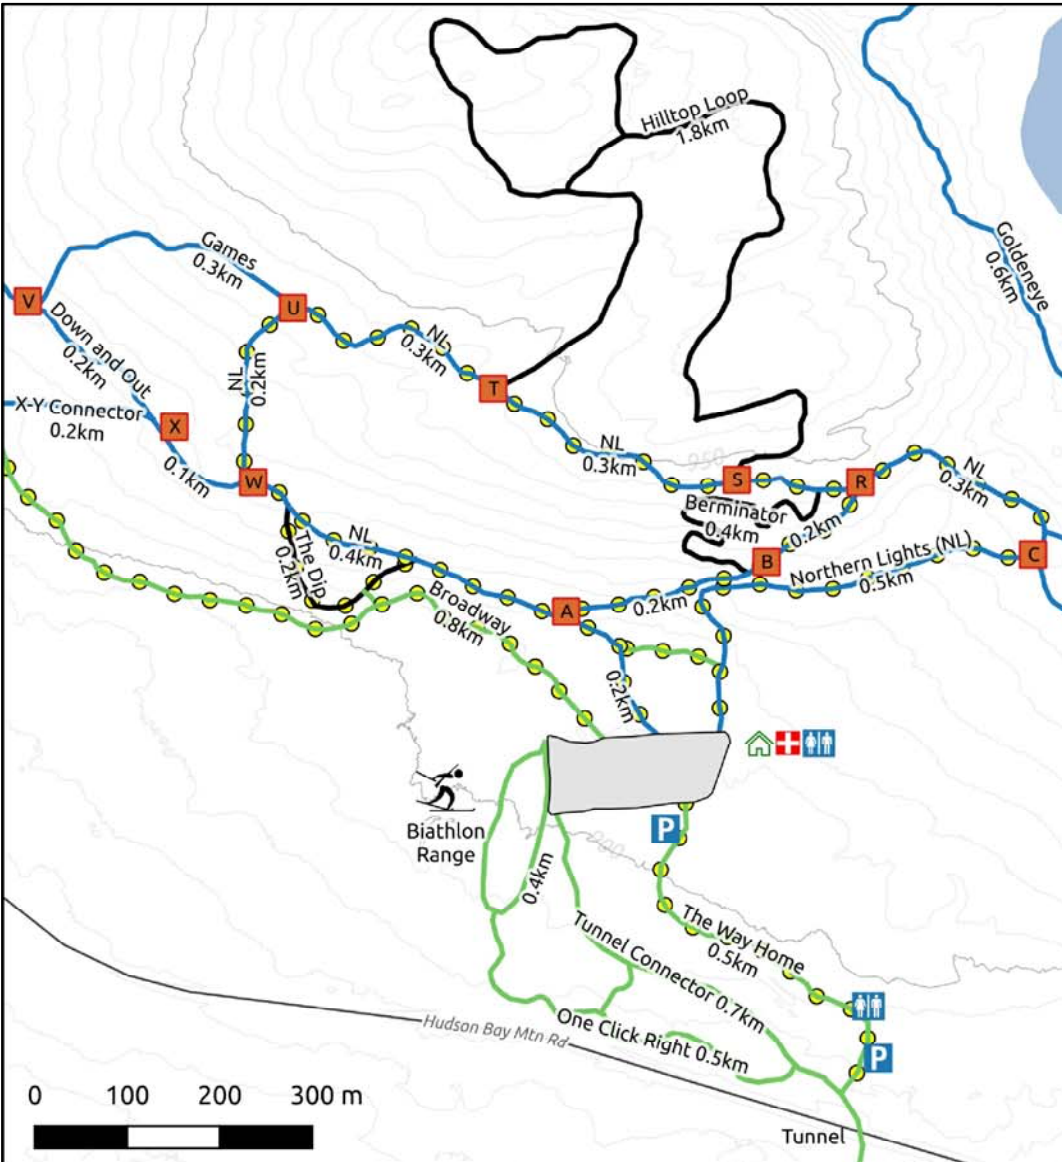 Hilltop Loop
1.8km
Games
0.3km
Goldeneye
0.6km
V
U
Down and Out
0.2km
NL
0.2km
NL
0.3km
T
X-Y Connector
0.2km
X
0.1km
W
NL
0.3km
950
S
R
NL
0.3km
Berminator
0.4km
0.2km
B
Northern Lights (NL)
0.5km
C
NL
0.4km
The Dip
0.2km
Broadway
0.8km
A
0.2km
0.2km
P
900
Biathlon
Range
0.4km
The Way Home
0.5km
Tunnel Connector 0.7km
One Click Right 0.5km
P
Hudson Bay Mtn Rd
Tunnel
0 100 200 300 m